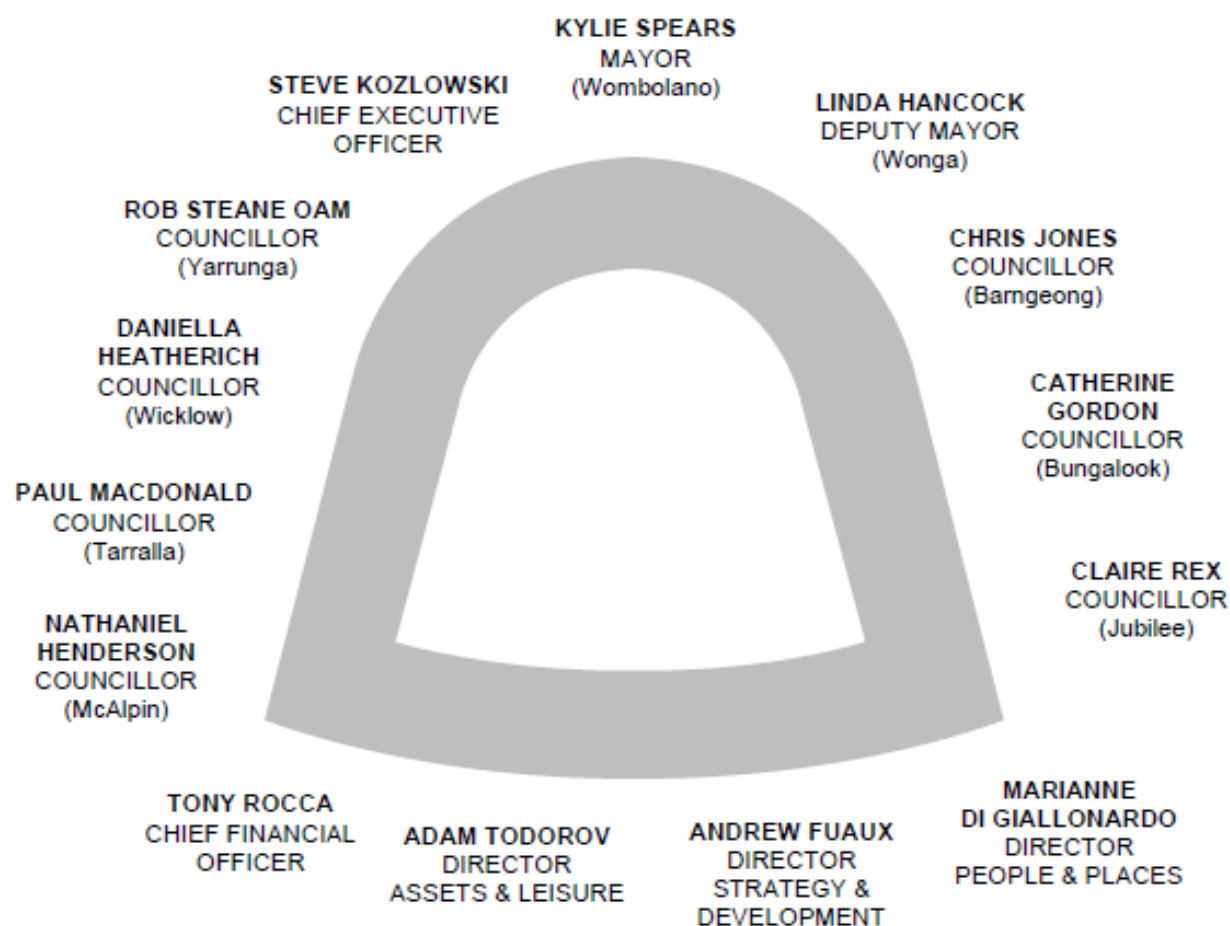 KYLIE SPEARS
MAYOR
(Wombolano)
STEVE KOZLOWSKI
CHIEF EXECUTIVE
OFFICER
LINDA HANCOCK
DEPUTY MAYOR
(Wonga)
ROB STEANE OAM
COUNCILLOR
(Yarrunga)
CHRIS JONES
COUNCILLOR
(Barngeong)
DANIELLA
HEATHERICH
COUNCILLOR
(Wicklow)
CATHERINE
GORDON
COUNCILLOR
(Bungalook)
PAUL MACDONALD
COUNCILLOR
(Tarralla)
CLAIRE REX
COUNCILLOR
(Jubilee)
NATHANIEL
HENDERSON
COUNCILLOR
(McAlpin)
TONY ROCCA
CHIEF FINANCIAL
OFFICER
ADAM TODOROV
DIRECTOR
ASSETS & LEISURE
ANDREW FUAUX
DIRECTOR
STRATEGY &
DEVELOPMENT
MARIANNE
DI GIALLONARDO
DIRECTOR
PEOPLE & PLACES